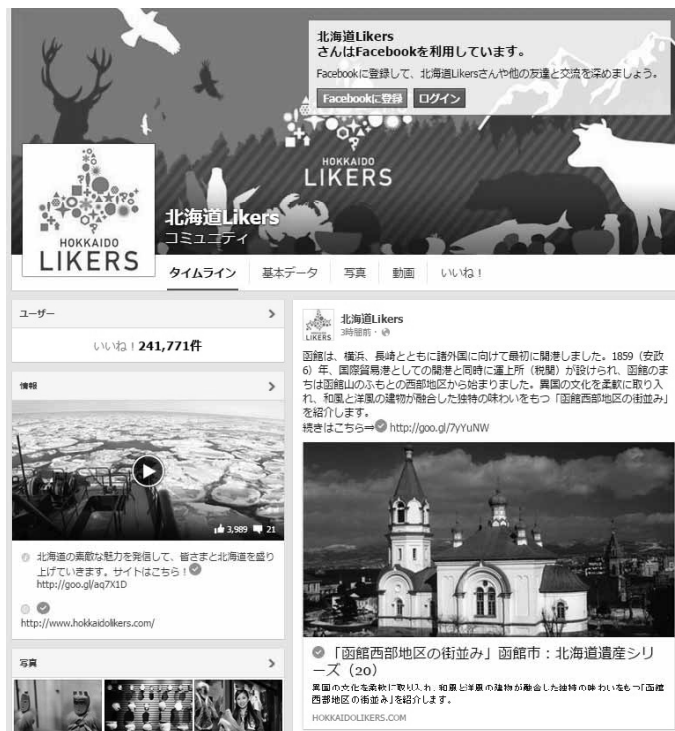 北海道Likers
さんはFacebookを利用しています。
Facebookに登録して、北海道Likersさんや他の友達と交流を深めましょう。
Facebookに登録 ログイン
HOKKAIDO
LIKERS
HOKKAIDO
LIKERS
北海道Likers
コミュニティ
タイムライン 基本データ 写真 動画 いいね！
ユーザー
いいね！241,771件
情報
3,989 21
北海道の素敵な魅力を発信して、皆さまと北海道を盛り
上げていきます。サイトはこちら！
http://goo.gl/aq7X1D
http://www.hokkaidolikers.com/
写真
LIKERS
北海道Likers
3時間前
函館は、横浜、長崎とともに諸外国に向けて最初に開港しました。1859（安政
6）年、国際貿易港としての開港と同時に運上所（税関）が設けられ、函館のま
ちは函館山のふもとの西部地区から始まりました。異国の文化を柔軟に取り入
れ、和風と洋風の建物が融合した独特の味わいをもつ「函館西部地区の街並み」
を紹介します。
続きはこちら⇒ http://goo.gl/7yYuNW
「函館西部地区の街並み」函館市：北海道遺産シリ
ーズ（20）
異国の文化を柔軟に取り入れ、和風と洋風の建物が融合した独特の味わいをもつ「函館
西部地区の街並み」を紹介します。
HOKKAIDOLIKERS.COM